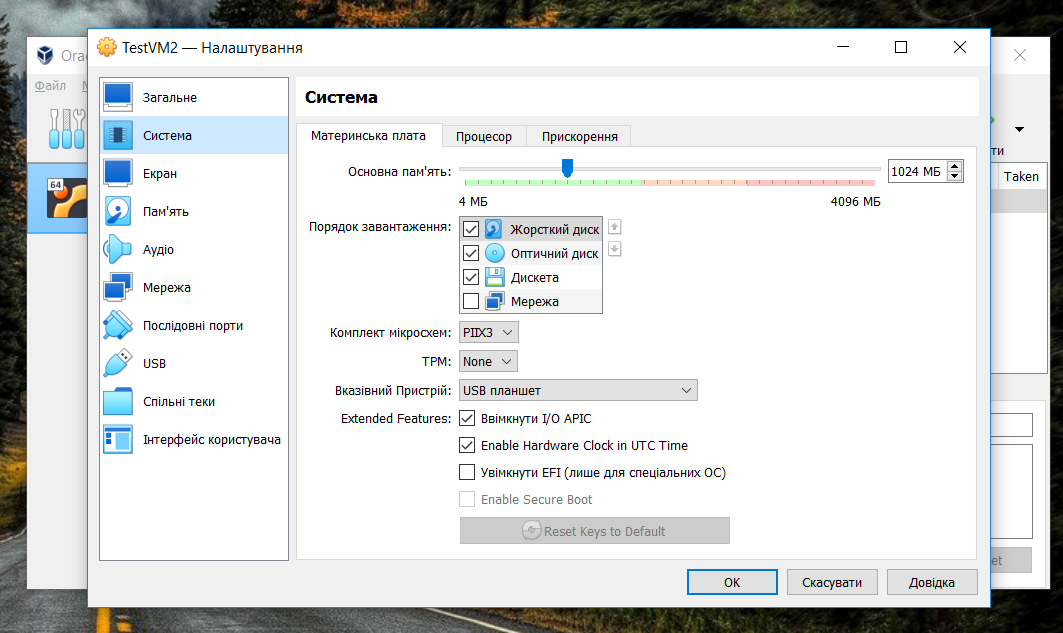 TestVM2 — Налаштування
Orac
Файл
64
ти
Taken
et
Загальне
Система
Екран
Пам'ять
Аудіо
Мережа
Послідовні порти
USB
Спільні теки
Інтерфейс користувача
Система
Материнська плата
Процесор
Прискорення
Основна пам'ять:
1024 МБ
4 МБ
4096 МБ
Порядок завантаження:
Жорсткий диск
Оптичний диск
Дискета
Мережа
Комплект мікросхем:
PIIX3
TPM:
None
Вказівний Пристрій:
USB планшет
Extended Features:
Ввімкнути I/O APIC
Enable Hardware Clock in UTC Time
Увімкнути EFI (лише для спеціальних ОС)
Enable Secure Boot
Reset Keys to Default
OK
Скасувати
Довідка